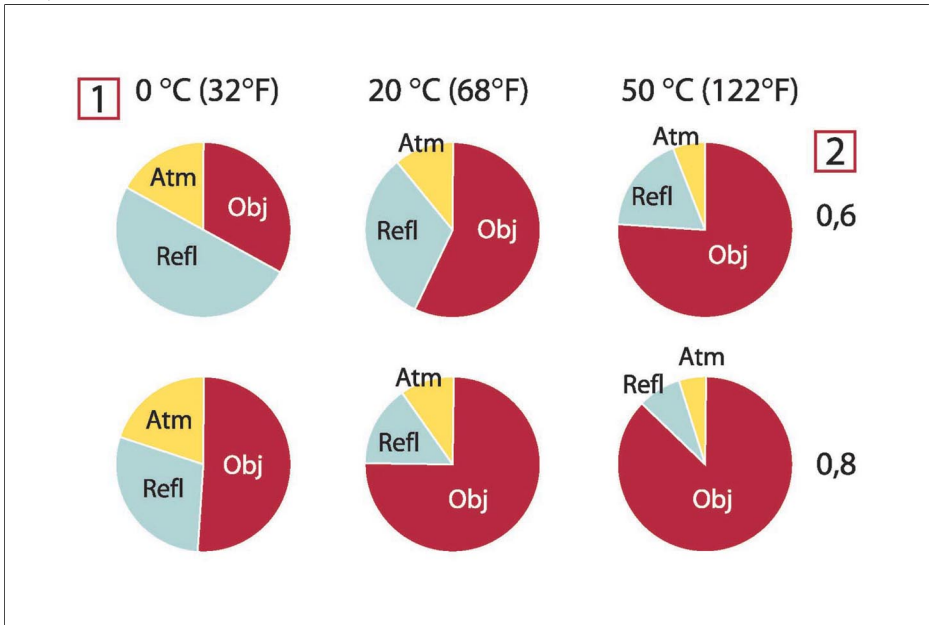 1 0 °C (32°F) 20 °C (68°F) 50 °C (122°F)
2
Atm Obj Refl
Atm Refl Obj
Atm Refl Obj
0,6
Atm Obj Refl
Atm Refl Obj
Atm Refl Obj
0,8